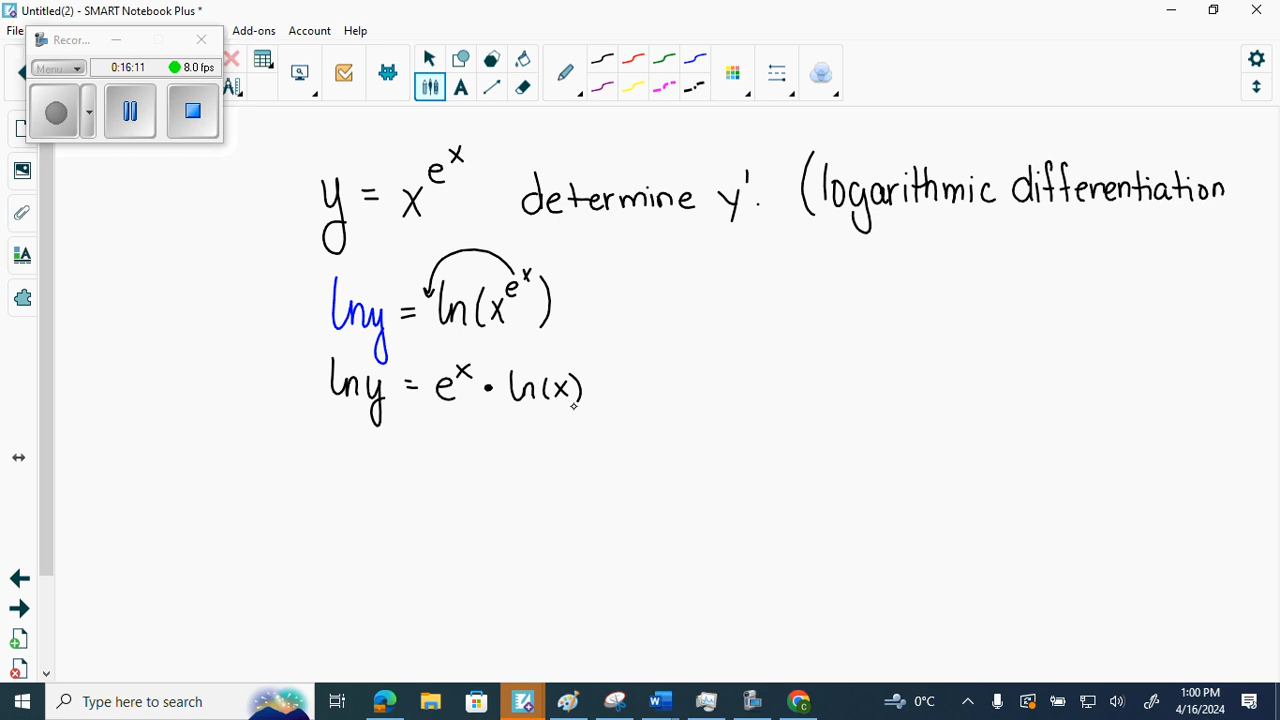 Untitled(2) - SMART Notebook Plus *
File
Add-ons Account Help
Recor...
Menu 0:16:11 8.0 fps
y = x^{e^x} determine y'. (logarithmic differentiation
ln y = ln(x^{e^x})
ln y = e^x • ln(x)
Type here to search
0°C
1:00 PM
4/16/2024